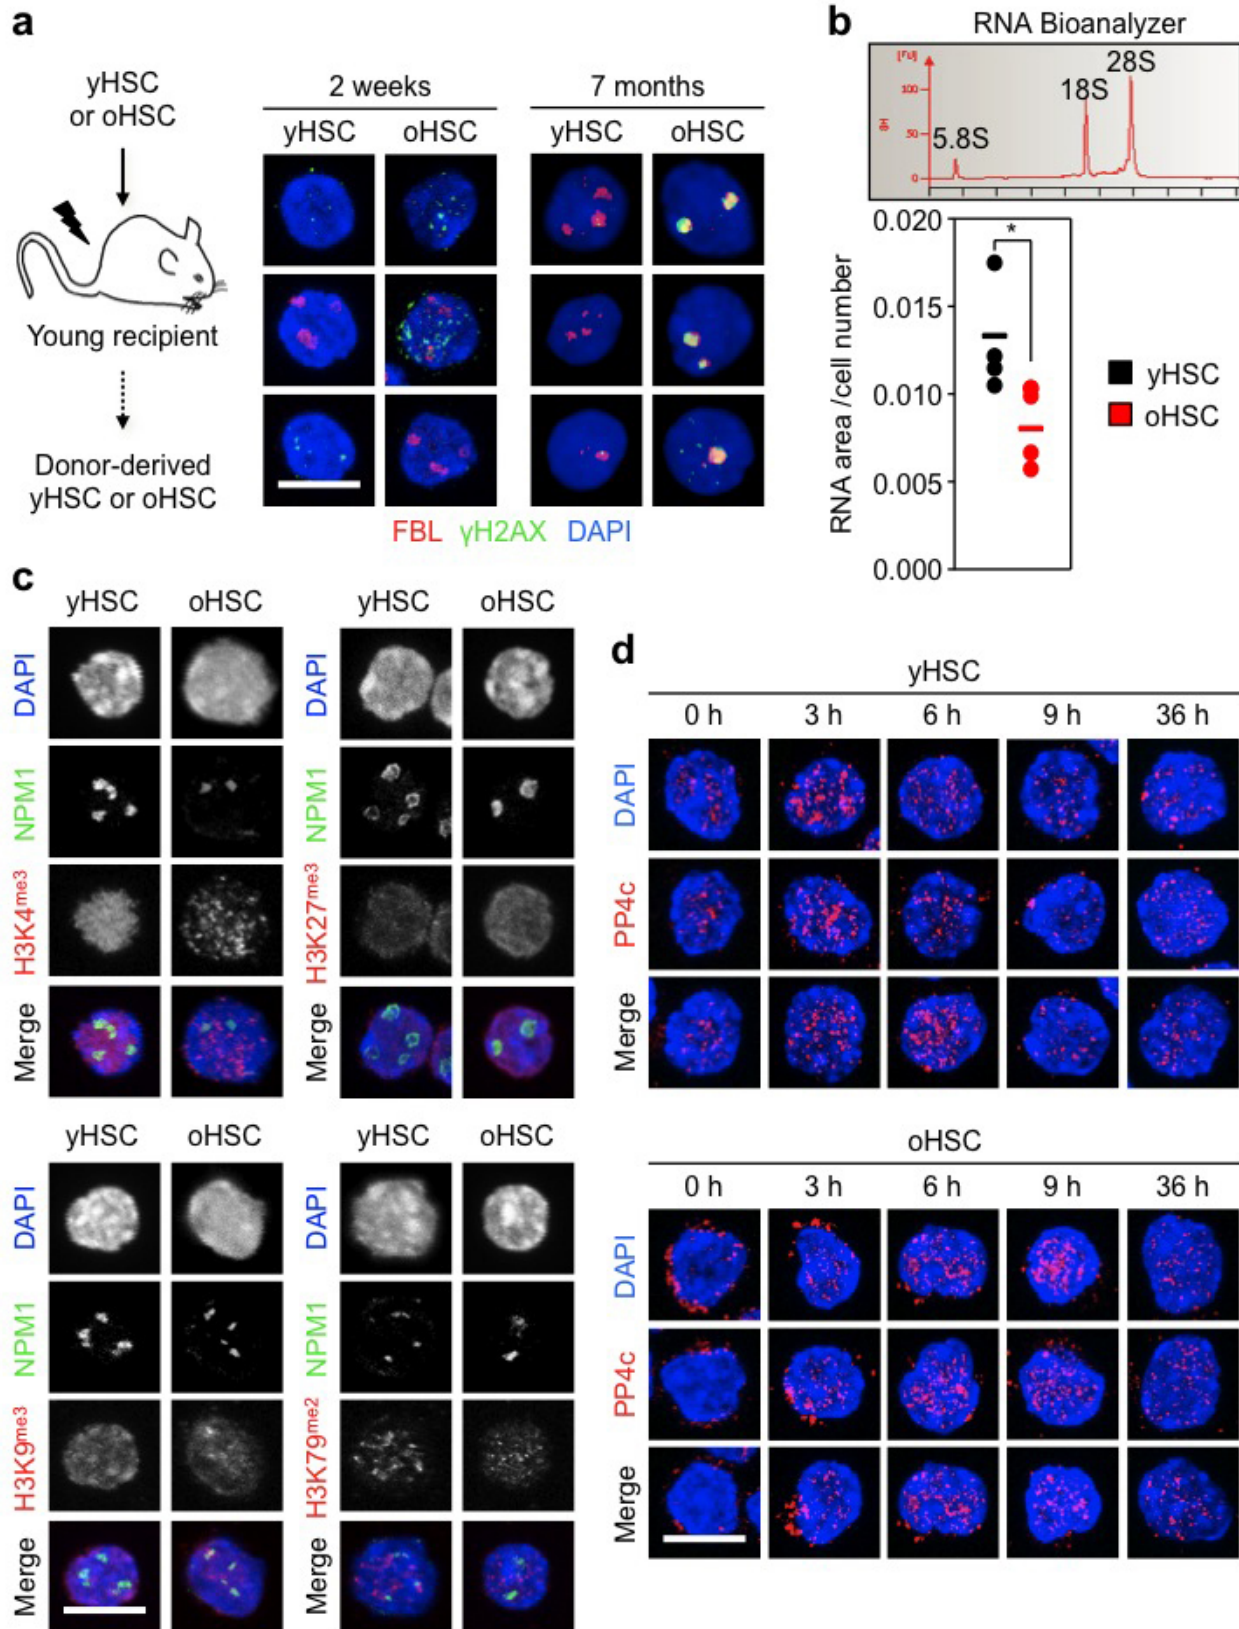 a
yHSC
or oHSC
Young recipient
Donor-derived
yHSC or oHSC
2 weeks
7 months
yHSC oHSC yHSC oHSC
FBL γH2AX DAPI
b
RNA Bioanalyzer
[FU]
100
50
0
5.8S
18S
28S
RNA area /cell number
0.020
0.015
0.010
0.005
0.000
*
yHSC
oHSC
c
yHSC oHSC
DAPI
NPM1
H3K4me3
Merge
yHSC oHSC
DAPI
NPM1
H3K27me3
Merge
yHSC oHSC
DAPI
NPM1
H3K9me3
Merge
yHSC oHSC
DAPI
NPM1
H3K79me2
Merge
d
yHSC
0 h 3 h 6 h 9 h 36 h
DAPI
PP4c
Merge
oHSC
0 h 3 h 6 h 9 h 36 h
DAPI
PP4c
Merge